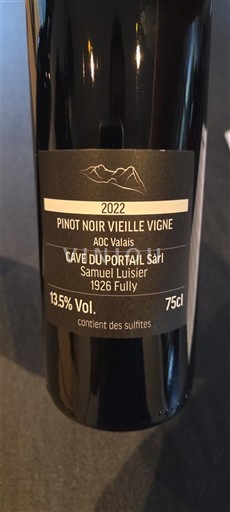 2022
PINOT NOIR VIEILLE VIGNE
AOC Valais
CAVE DU PORTAIL Sàrl
Samuel Luisier
1926 Fully
13.5% Vol. 75cl
contient des sulfites